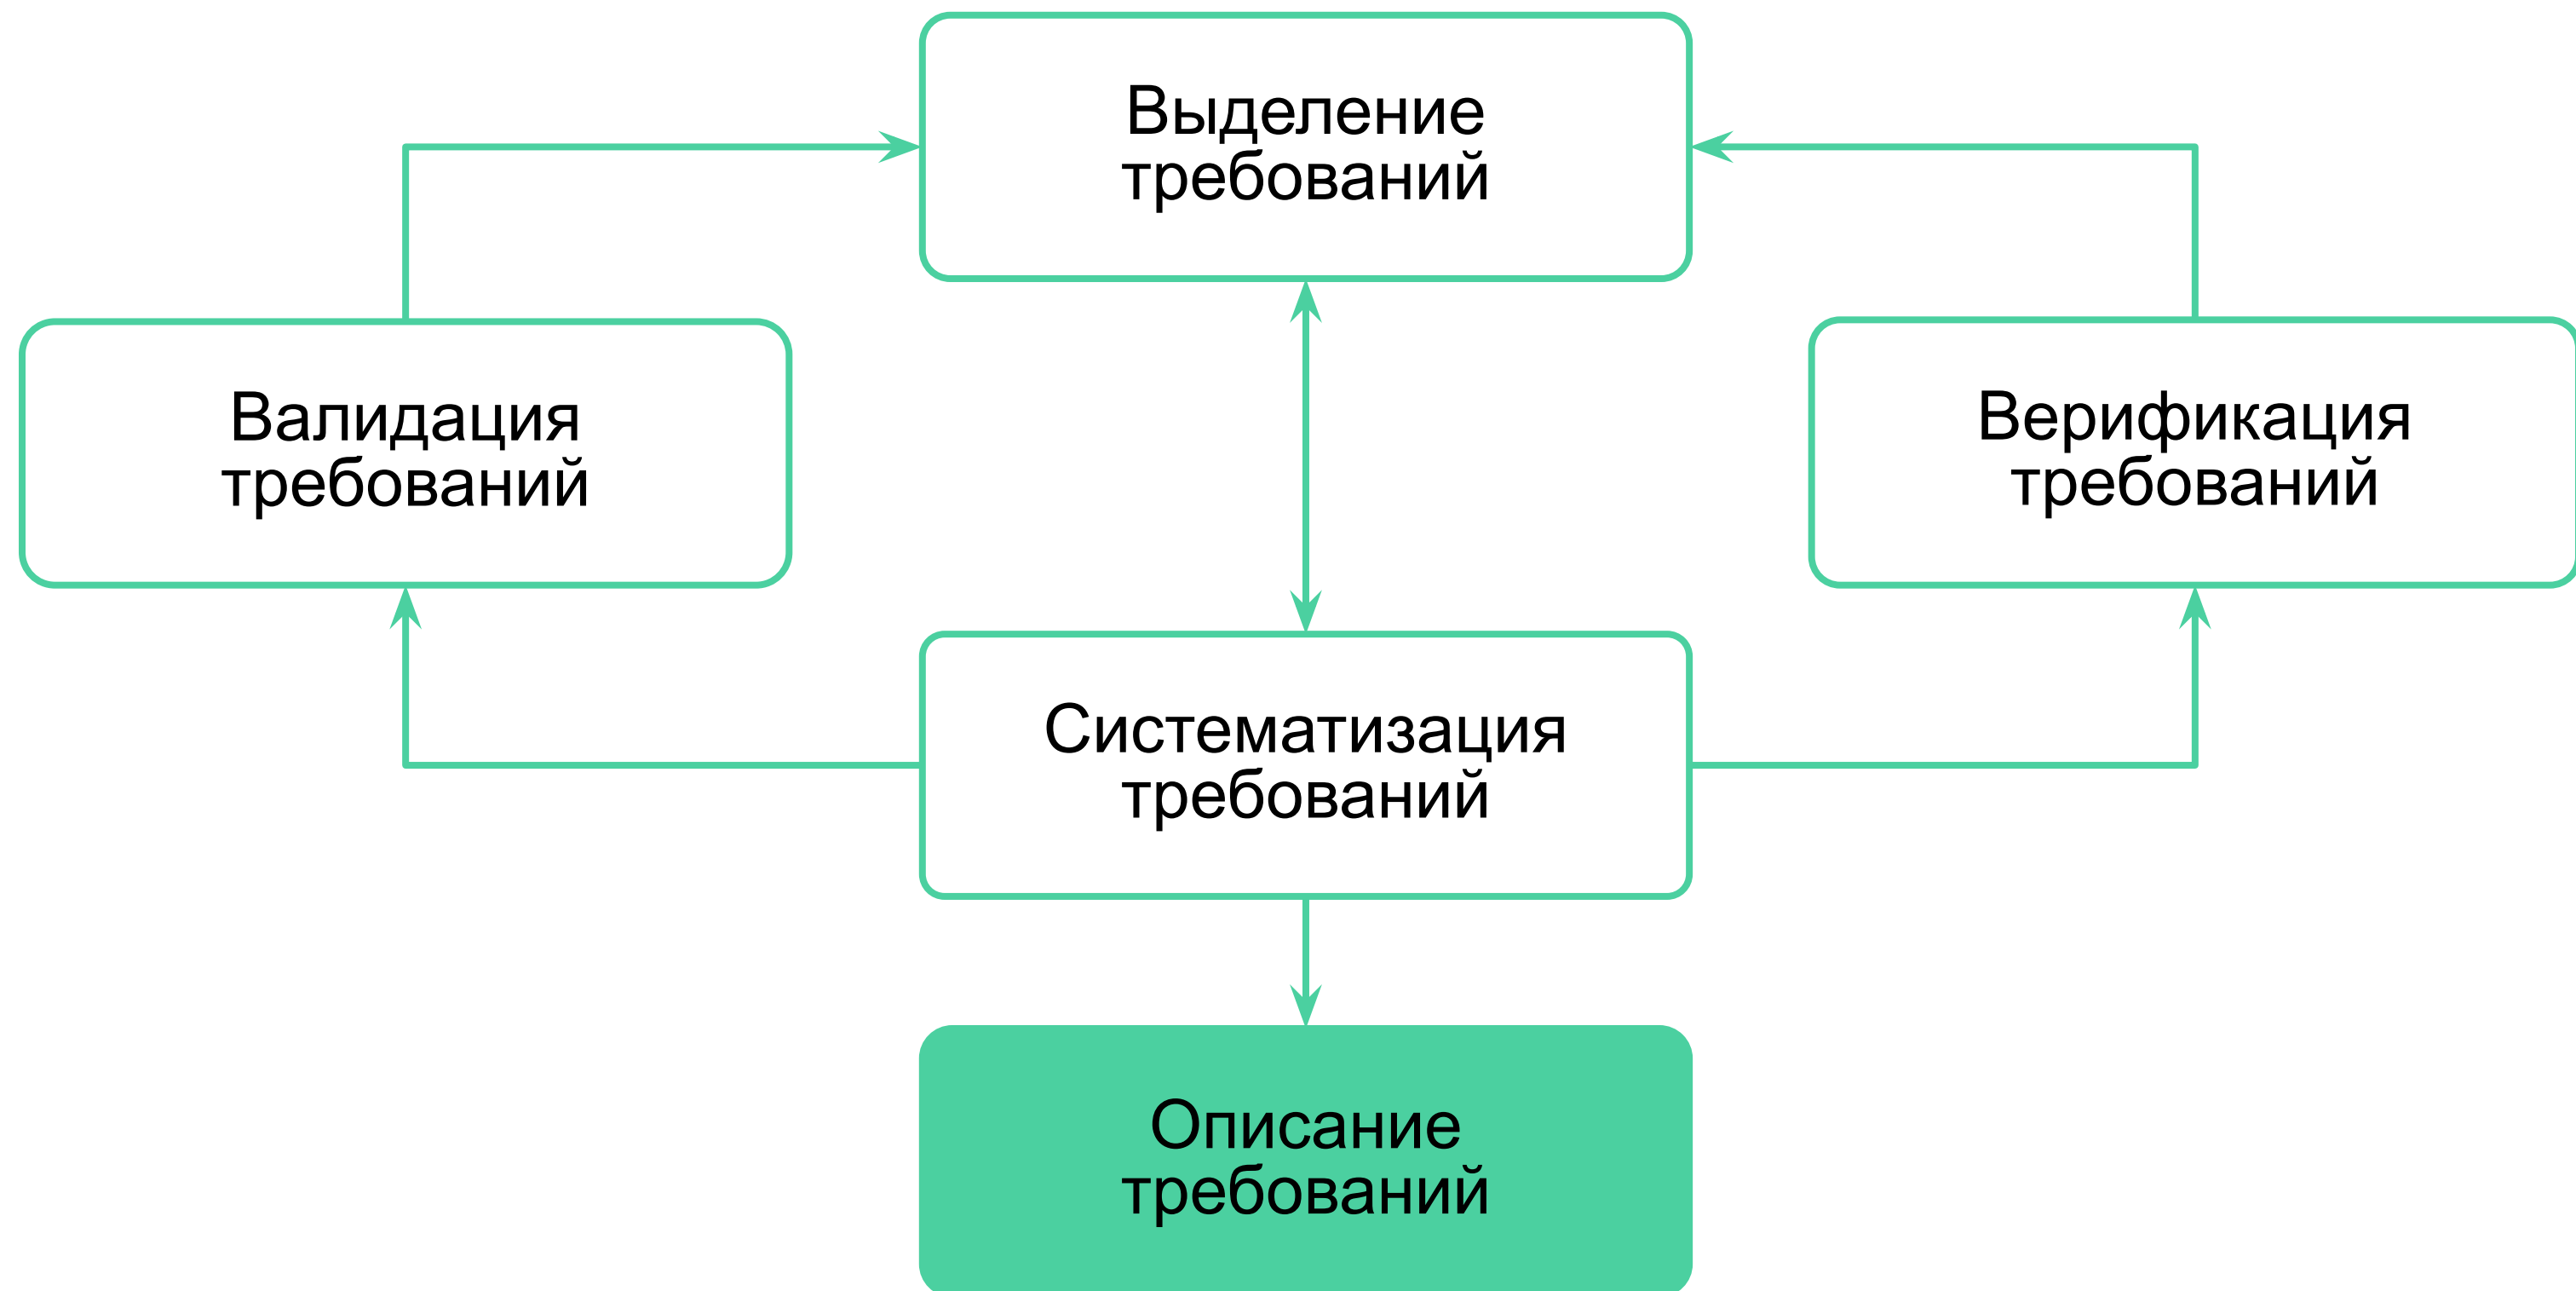 Выделение
требований
Валидация
требований
Верификация
требований
Систематизация
требований
Описание
требований